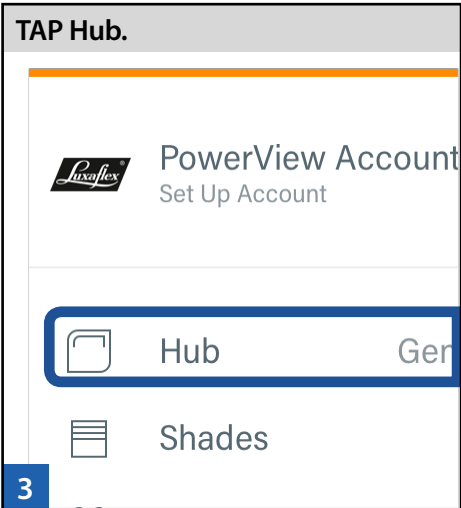 TAP Hub.
Luxaflex®
PowerView Account
Set Up Account
Hub Gen
Shades
3